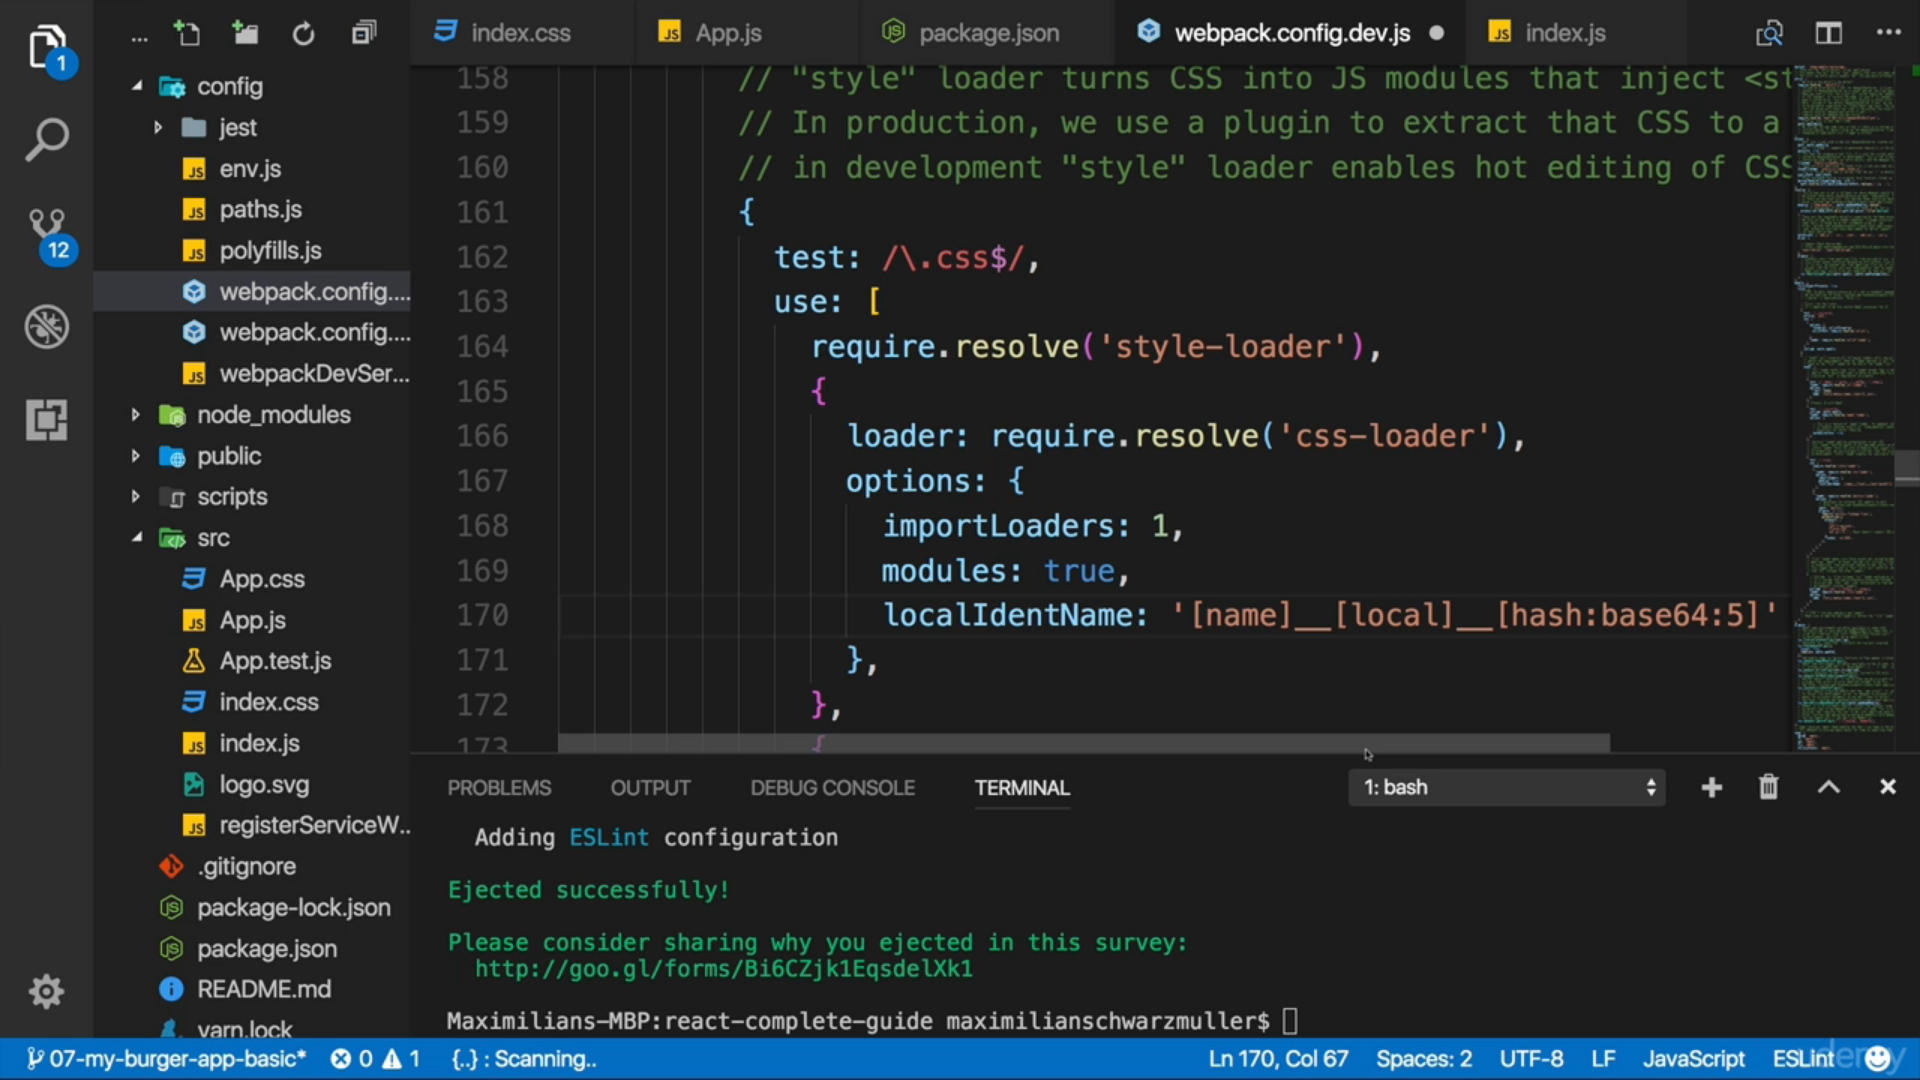 1
12
...
index.css
App.js
package.json
webpack.config.dev.js
index.js
config
jest
env.js
paths.js
polyfills.js
webpack.config....
webpack.config....
webpackDevSer...
node_modules
public
scripts
src
App.css
App.js
App.test.js
index.css
index.js
logo.svg
registerServiceW..
.gitignore
package-lock.json
package.json
README.md
yarn.lock
158 // "style" loader turns CSS into JS modules that inject <st
159 // In production, we use a plugin to extract that CSS to a
160 // in development "style" loader enables hot editing of CSS
161 {
162 test: /\.css$/,
163 use: [
164 require.resolve('style-loader'),
165 {
166 loader: require.resolve('css-loader'),
167 options: {
168 importLoaders: 1,
169 modules: true,
170 localIdentName: '[name]__[local]__[hash:base64:5]'
171 },
172 },
173 {
PROBLEMS OUTPUT DEBUG CONSOLE TERMINAL 1: bash
Adding ESLint configuration
Ejected successfully!
Please consider sharing why you ejected in this survey:
http://goo.gl/forms/Bi6CZjk1EqsdelXk1
Maximilians-MBP:react-complete-guide maximilianschwarzmuller$
07-my-burger-app-basic* 0 1 {..} : Scanning.. Ln 170, Col 67 Spaces: 2 UTF-8 LF JavaScript ESLint
udemy